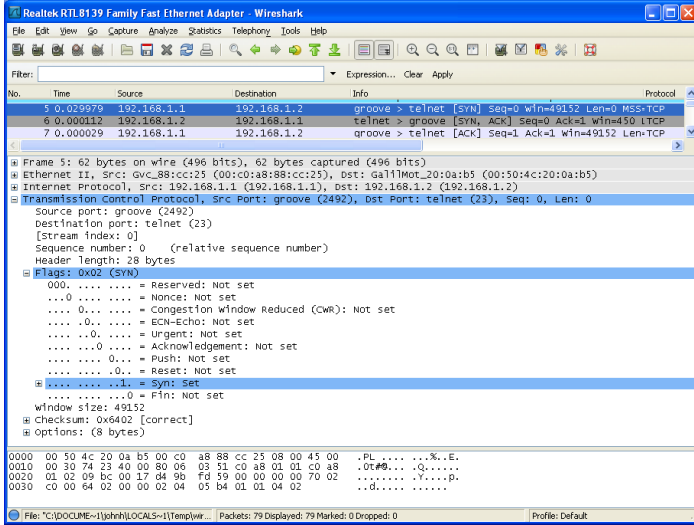 Realtek RTL8139 Family Fast Ethernet Adapter - Wireshark
File Edit View Go Capture Analyze Statistics Telephony Tools Help
Filter: Expression... Clear Apply
No. Time Source Destination Info Protocol
5 0.029979 192.168.1.1 192.168.1.2 groove > telnet [SYN] Seq=0 Win=49152 Len=0 MSS= TCP
6 0.000112 192.168.1.2 192.168.1.1 telnet > groove [SYN, ACK] Seq=0 Ack=1 Win=450 L TCP
7 0.000029 192.168.1.1 192.168.1.2 groove > telnet [ACK] Seq=1 Ack=1 Win=49152 Len= TCP
Frame 5: 62 bytes on wire (496 bits), 62 bytes captured (496 bits)
Ethernet II, Src: Gvc_88:cc:25 (00:c0:a8:88:cc:25), Dst: GalilMot_20:0a:b5 (00:50:4c:20:0a:b5)
Internet Protocol, Src: 192.168.1.1 (192.168.1.1), Dst: 192.168.1.2 (192.168.1.2)
Transmission Control Protocol, Src Port: groove (2492), Dst Port: telnet (23), Seq: 0, Len: 0
Source port: groove (2492)
Destination port: telnet (23)
[Stream index: 0]
Sequence number: 0 (relative sequence number)
Header length: 28 bytes
Flags: 0x02 (SYN)
000. .... .... = Reserved: Not set
...0 .... .... = Nonce: Not set
.... 0... .... = Congestion Window Reduced (CWR): Not set
.... .0.. .... = ECN-Echo: Not set
.... ..0. .... = Urgent: Not set
.... ...0 .... = Acknowledgement: Not set
.... .... 0... = Push: Not set
.... .... .0.. = Reset: Not set
.... .... ..1. = Syn: Set
.... .... ...0 = Fin: Not set
Window size: 49152
Checksum: 0x6402 [correct]
Options: (8 bytes)
0000 00 50 4c 20 0a b5 00 c0 a8 88 cc 25 08 00 45 00 .PL .... ...%..E.
0010 00 30 74 23 40 00 80 06 03 51 c0 a8 01 01 c0 a8 .0t#@... .Q......
0020 01 02 09 bc 00 17 d4 9b fd 59 00 00 00 00 70 02 ........ .Y....p.
0030 c0 00 64 02 00 00 02 04 05 b4 01 01 04 02 ..d..... ......
File: "C:\DOCUME~1\johnh\LOCALS~1\Temp\wir... Packets: 79 Displayed: 79 Marked: 0 Dropped: 0 Profile: Default